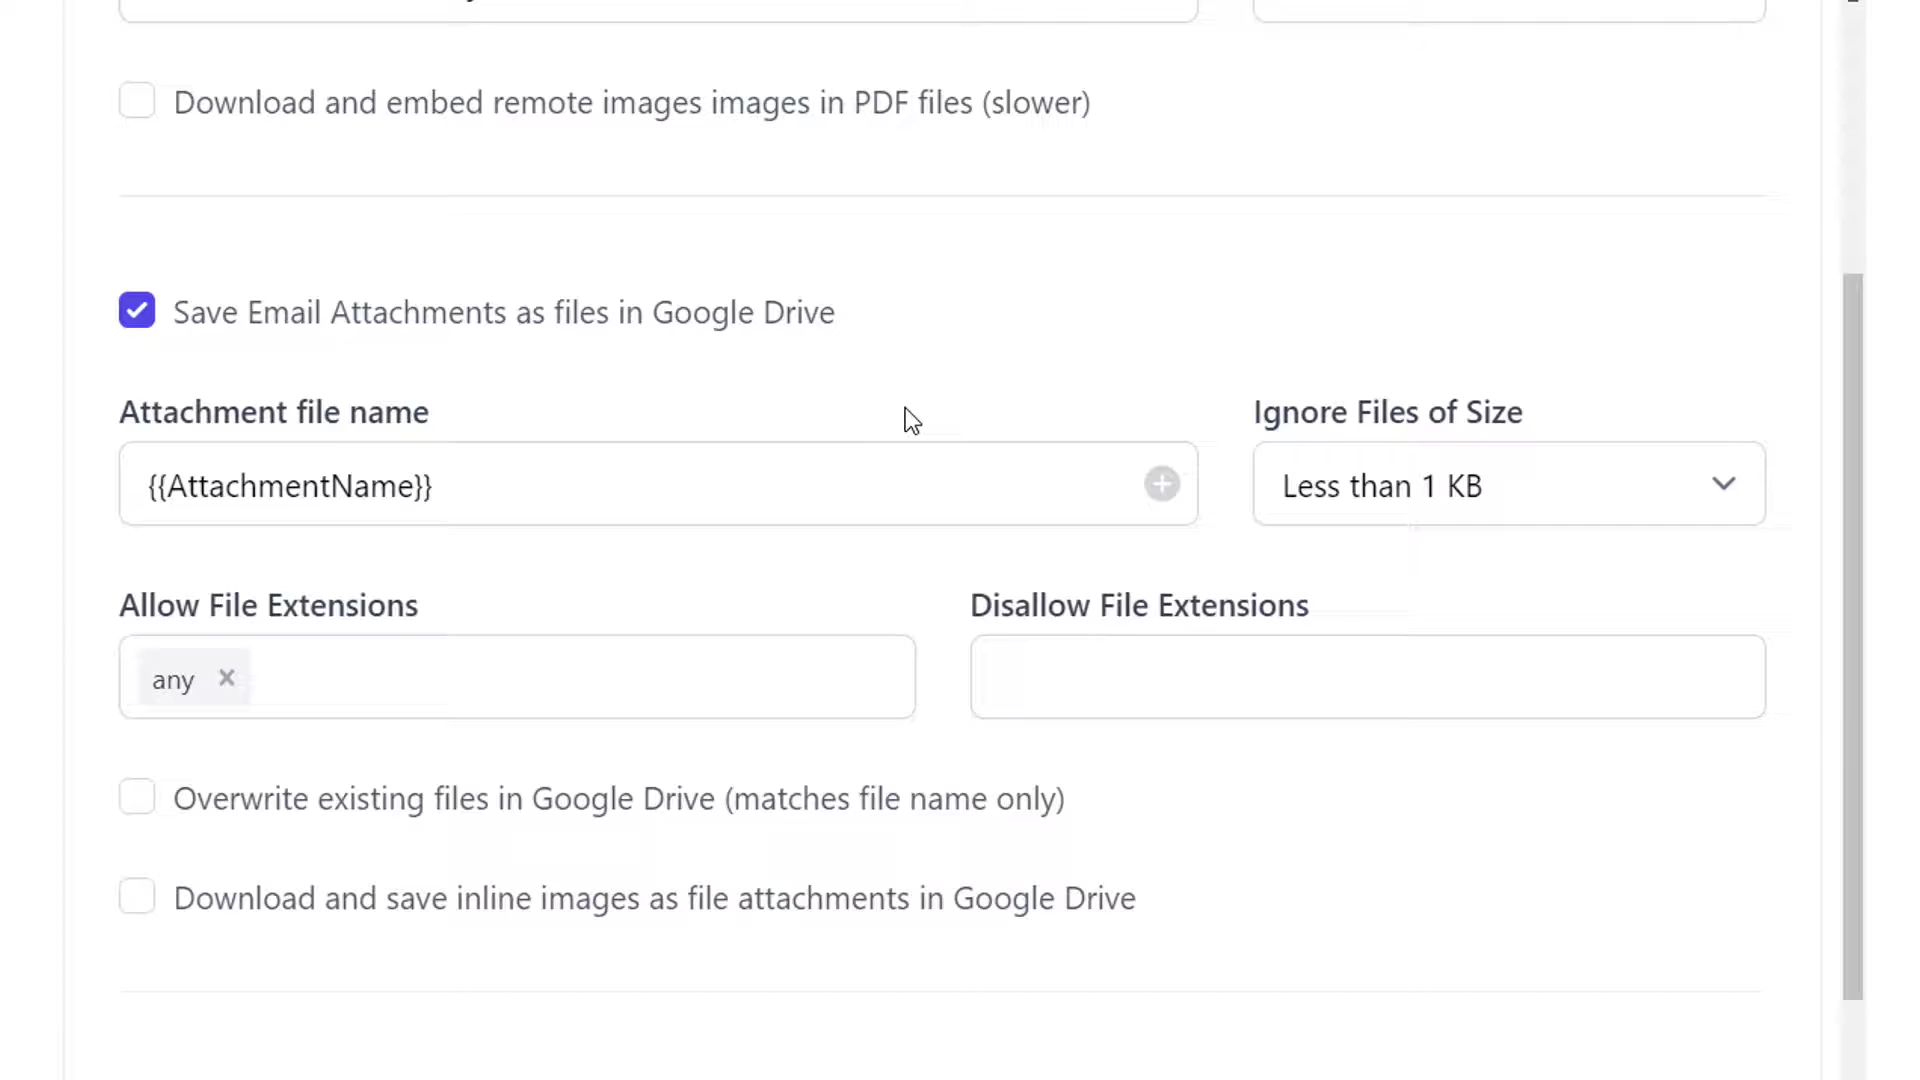 Download and embed remote images images in PDF files (slower)
Save Email Attachments as files in Google Drive
Attachment file name
Ignore Files of Size
{{AttachmentName}}
Less than 1 KB
Allow File Extensions
Disallow File Extensions
any
Overwrite existing files in Google Drive (matches file name only)
Download and save inline images as file attachments in Google Drive